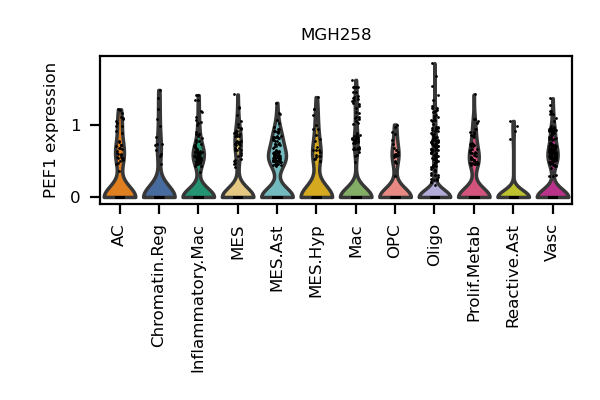 MGH258
PEF1 expression
1
0
AC
Chromatin.Reg
Inflammatory.Mac
MES
MES.Ast
MES.Hyp
Mac
OPC
Oligo
Prolif.Metab
Reactive.Ast
Vasc